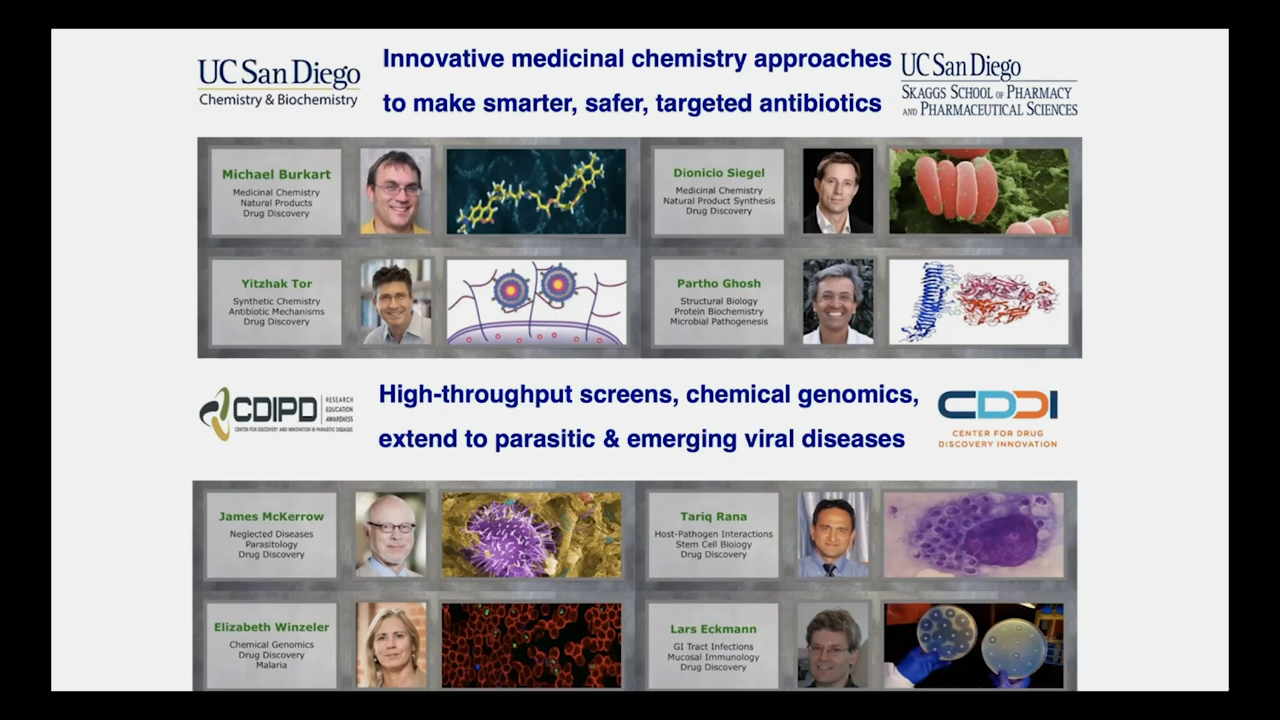 UC San Diego
Chemistry & Biochemistry
Innovative medicinal chemistry approaches
to make smarter, safer, targeted antibiotics
UC San Diego
SKAGGS SCHOOL OF PHARMACY
AND PHARMACEUTICAL SCIENCES
Michael Burkart
Medicinal Chemistry
Natural Products
Drug Discovery
Dionicio Siegel
Medicinal Chemistry
Natural Product Synthesis
Drug Discovery
Yitzhak Tor
Synthetic Chemistry
Antibiotic Mechanisms
Drug Discovery
Partho Ghosh
Structural Biology
Protein Biochemistry
Microbial Pathogenesis
CDIPD
RESEARCH
EDUCATION
AWARENESS
CENTER FOR DISCOVERY AND INNOVATION IN PARASITIC DISEASES
High-throughput screens, chemical genomics,
extend to parasitic & emerging viral diseases
CDDI
CENTER FOR DRUG
DISCOVERY INNOVATION
James McKerrow
Neglected Diseases
Parasitology
Drug Discovery
Tariq Rana
Host-Pathogen Interactions
Stem Cell Biology
Drug Discovery
Elizabeth Winzeler
Chemical Genomics
Drug Discovery
Malaria
Lars Eckmann
GI Tract Infections
Mucosal Immunology
Drug Discovery